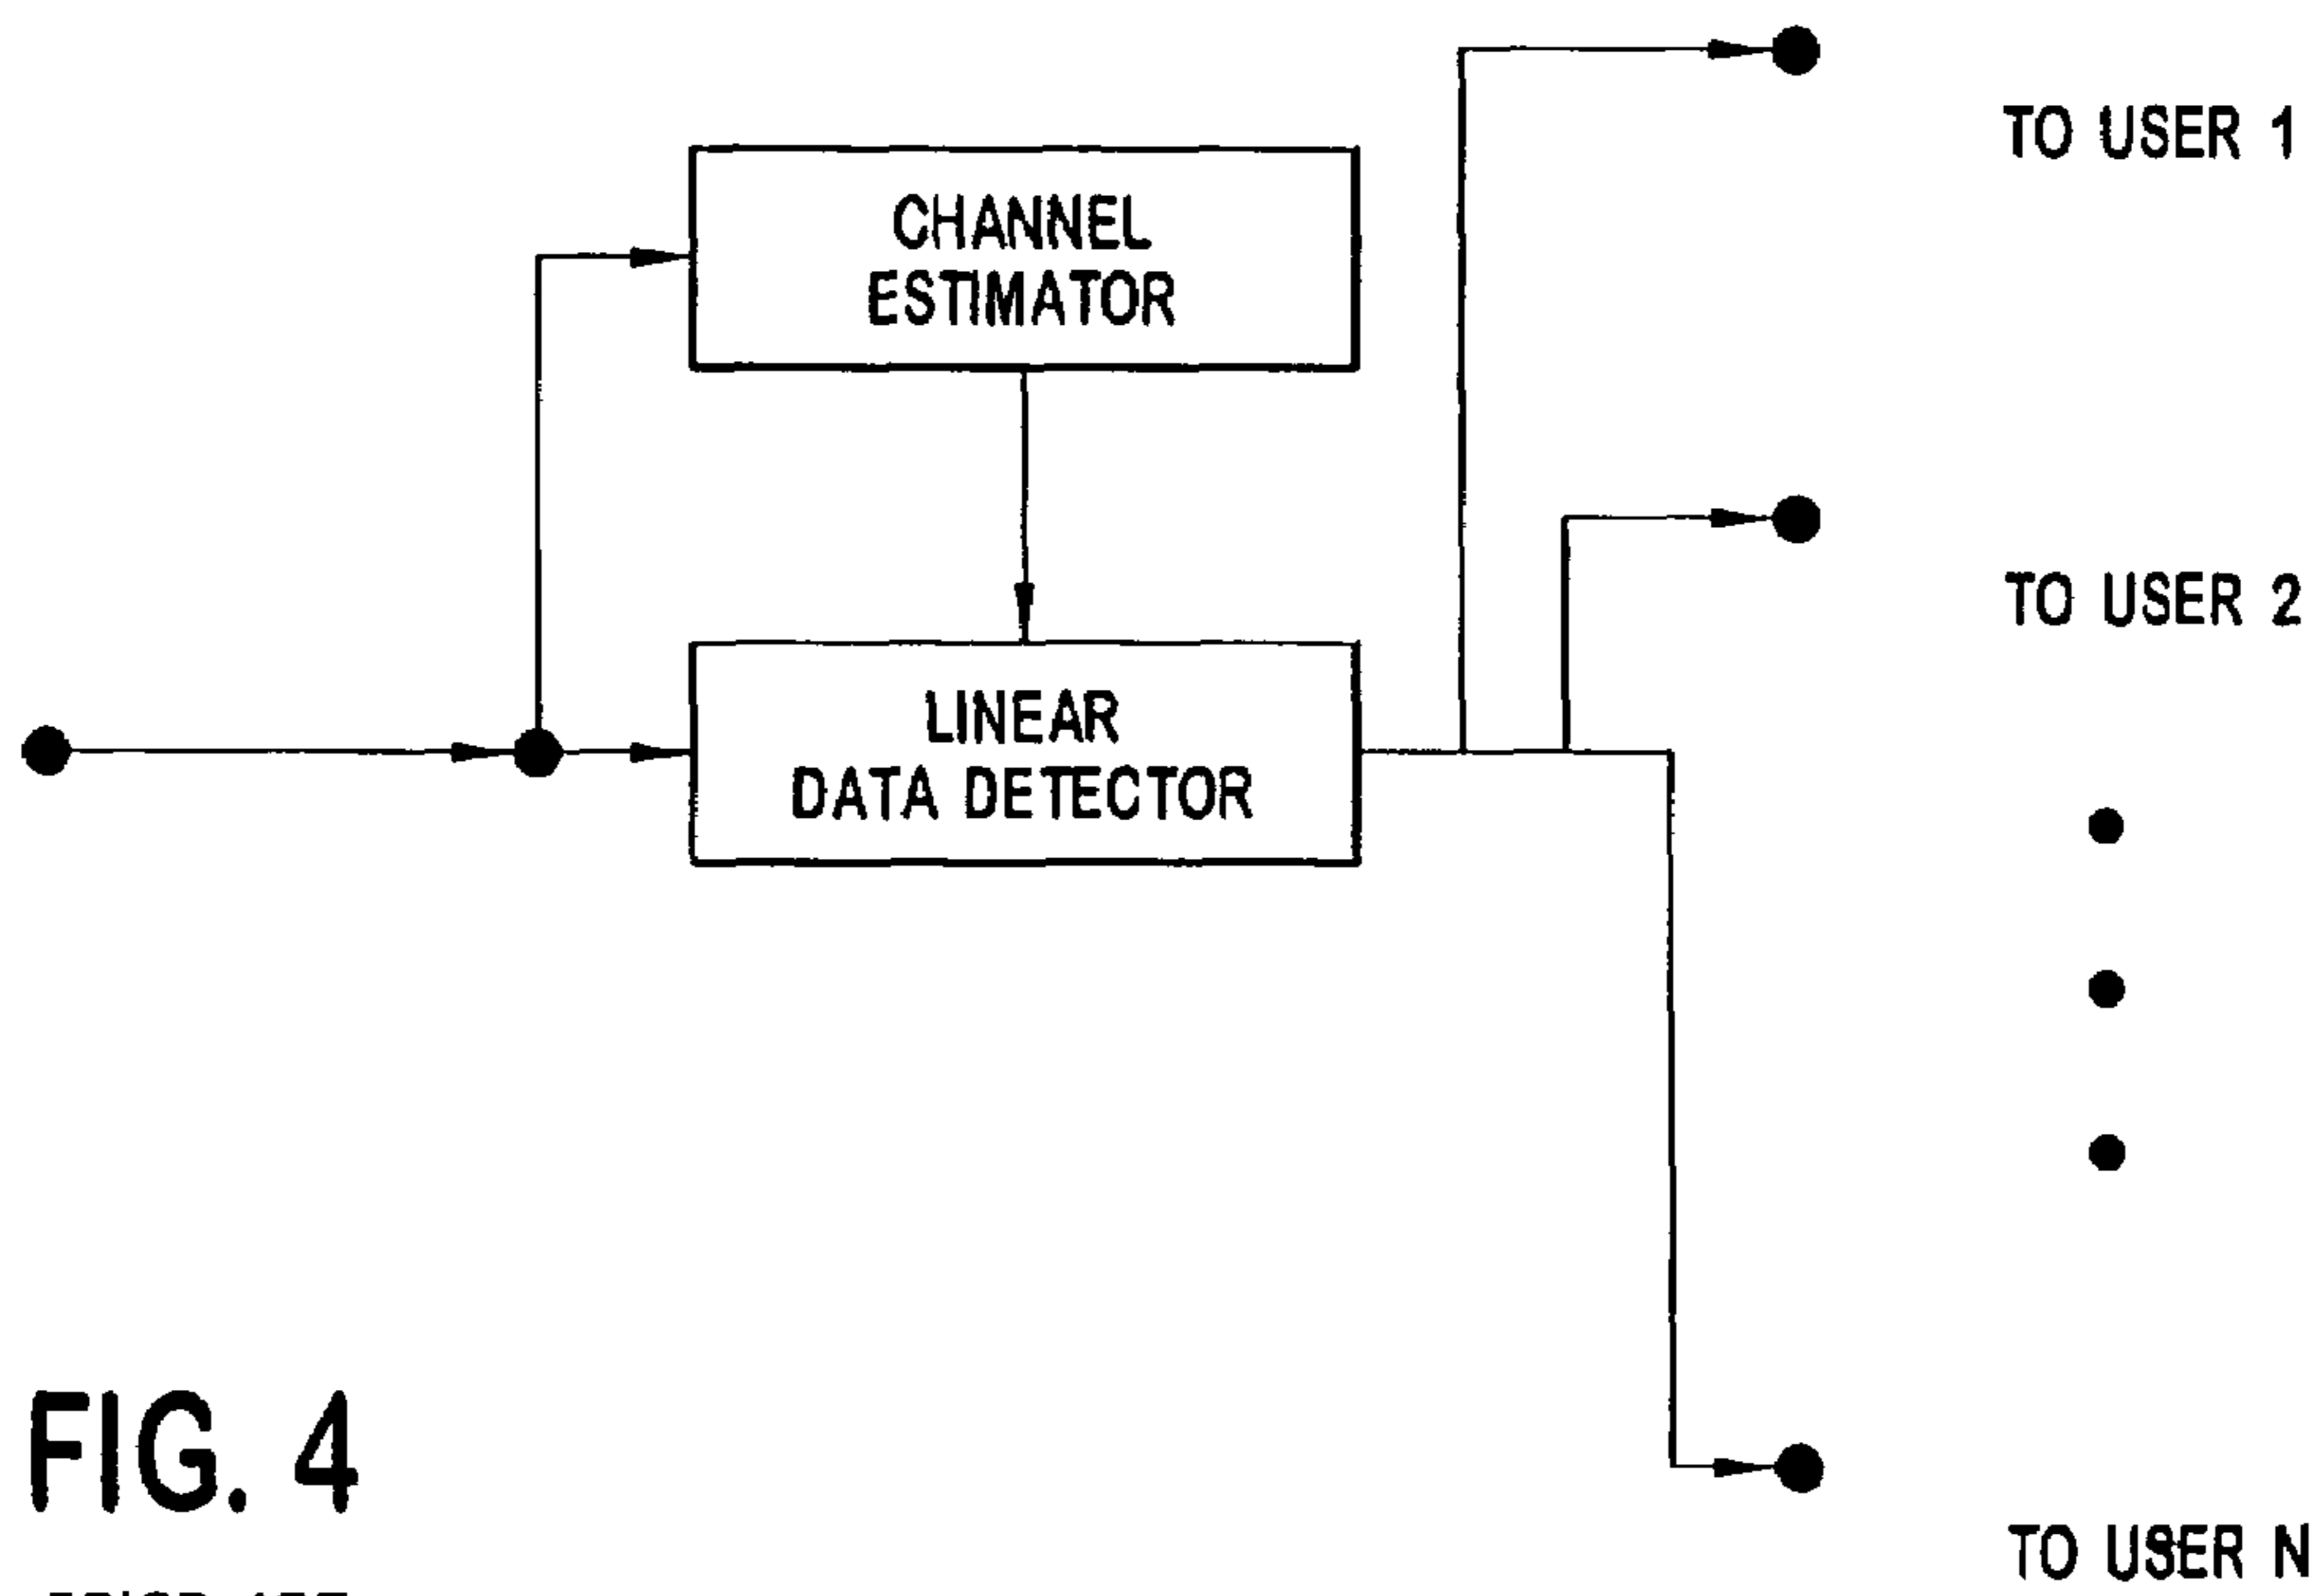 TO USER 1
CHANNEL
ESTIMATOR
TO USER 2
LINEAR
DATA DETECTOR
FIG. 4
TO USER N